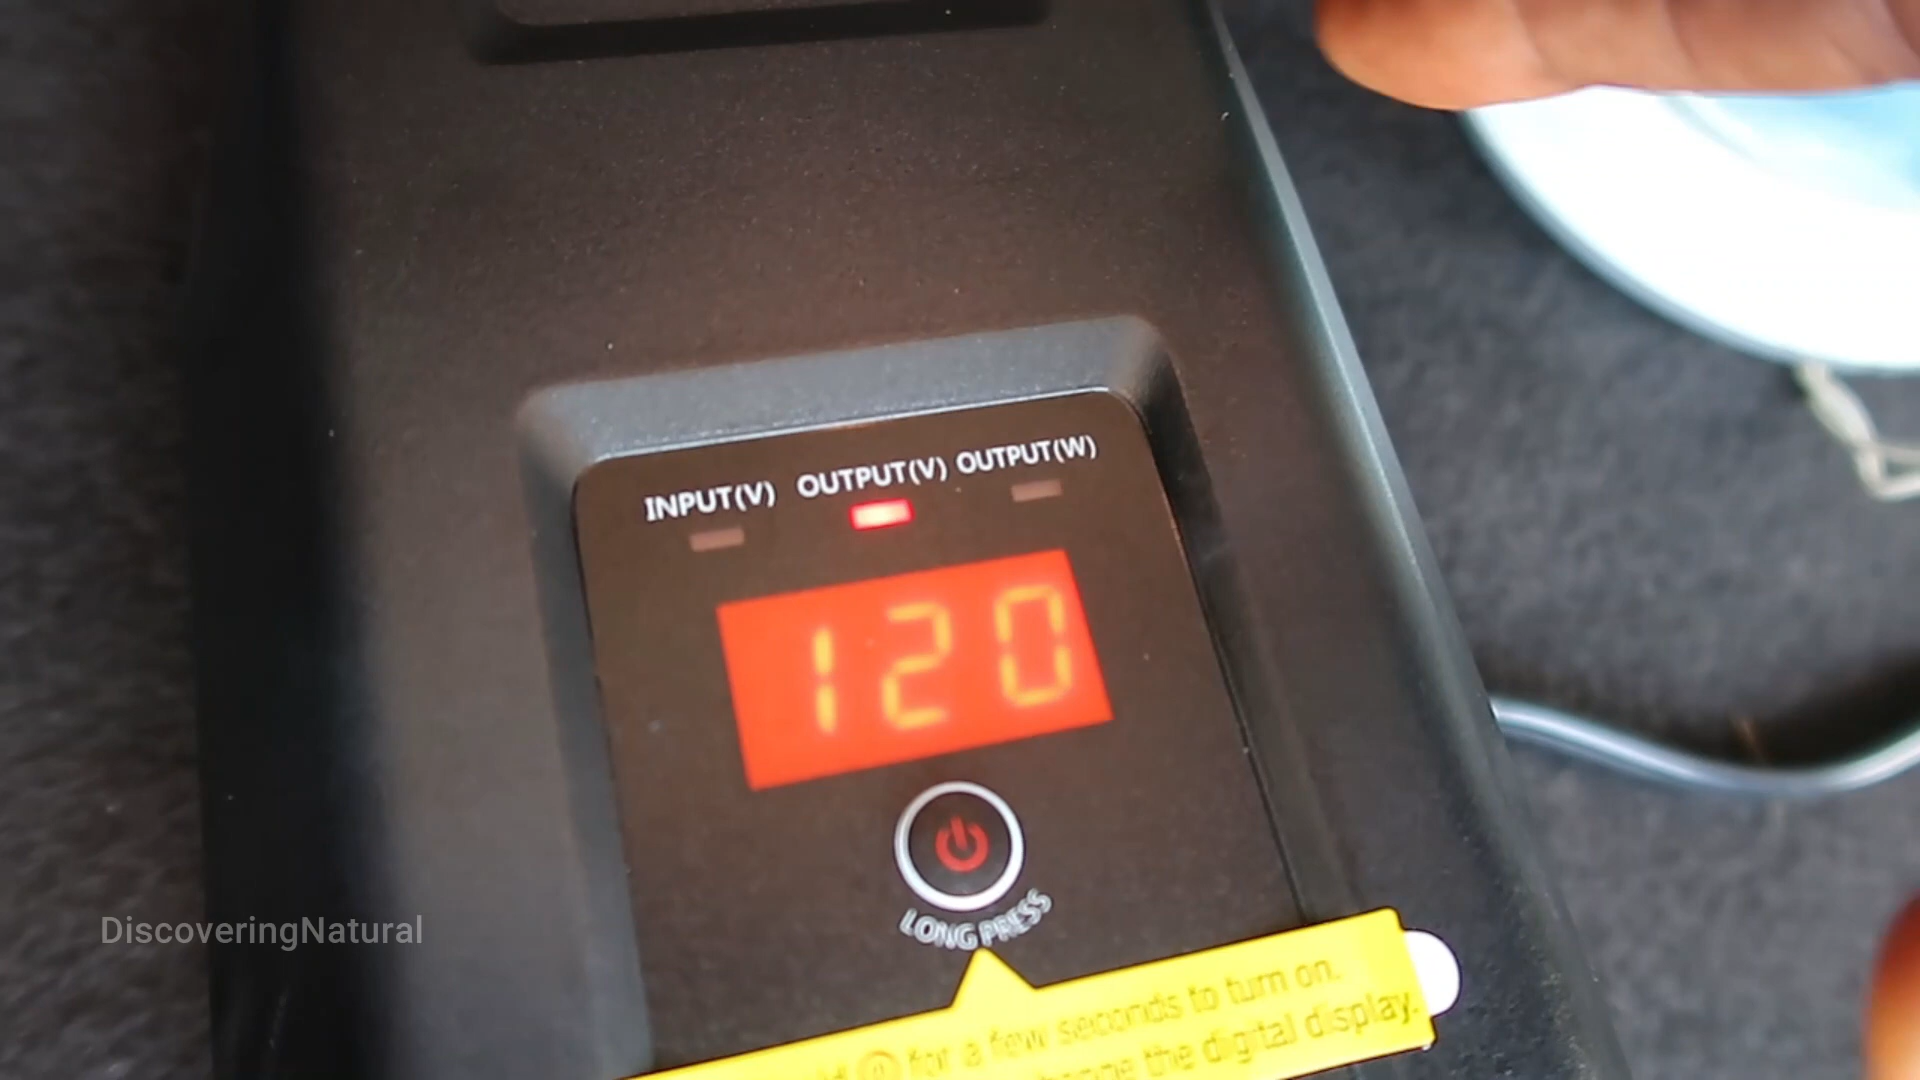 INPUT(V) OUTPUT(V) OUTPUT(W)
120
LONG PRESS
for a few seconds to turn on.
the digital display.
DiscoveringNatural